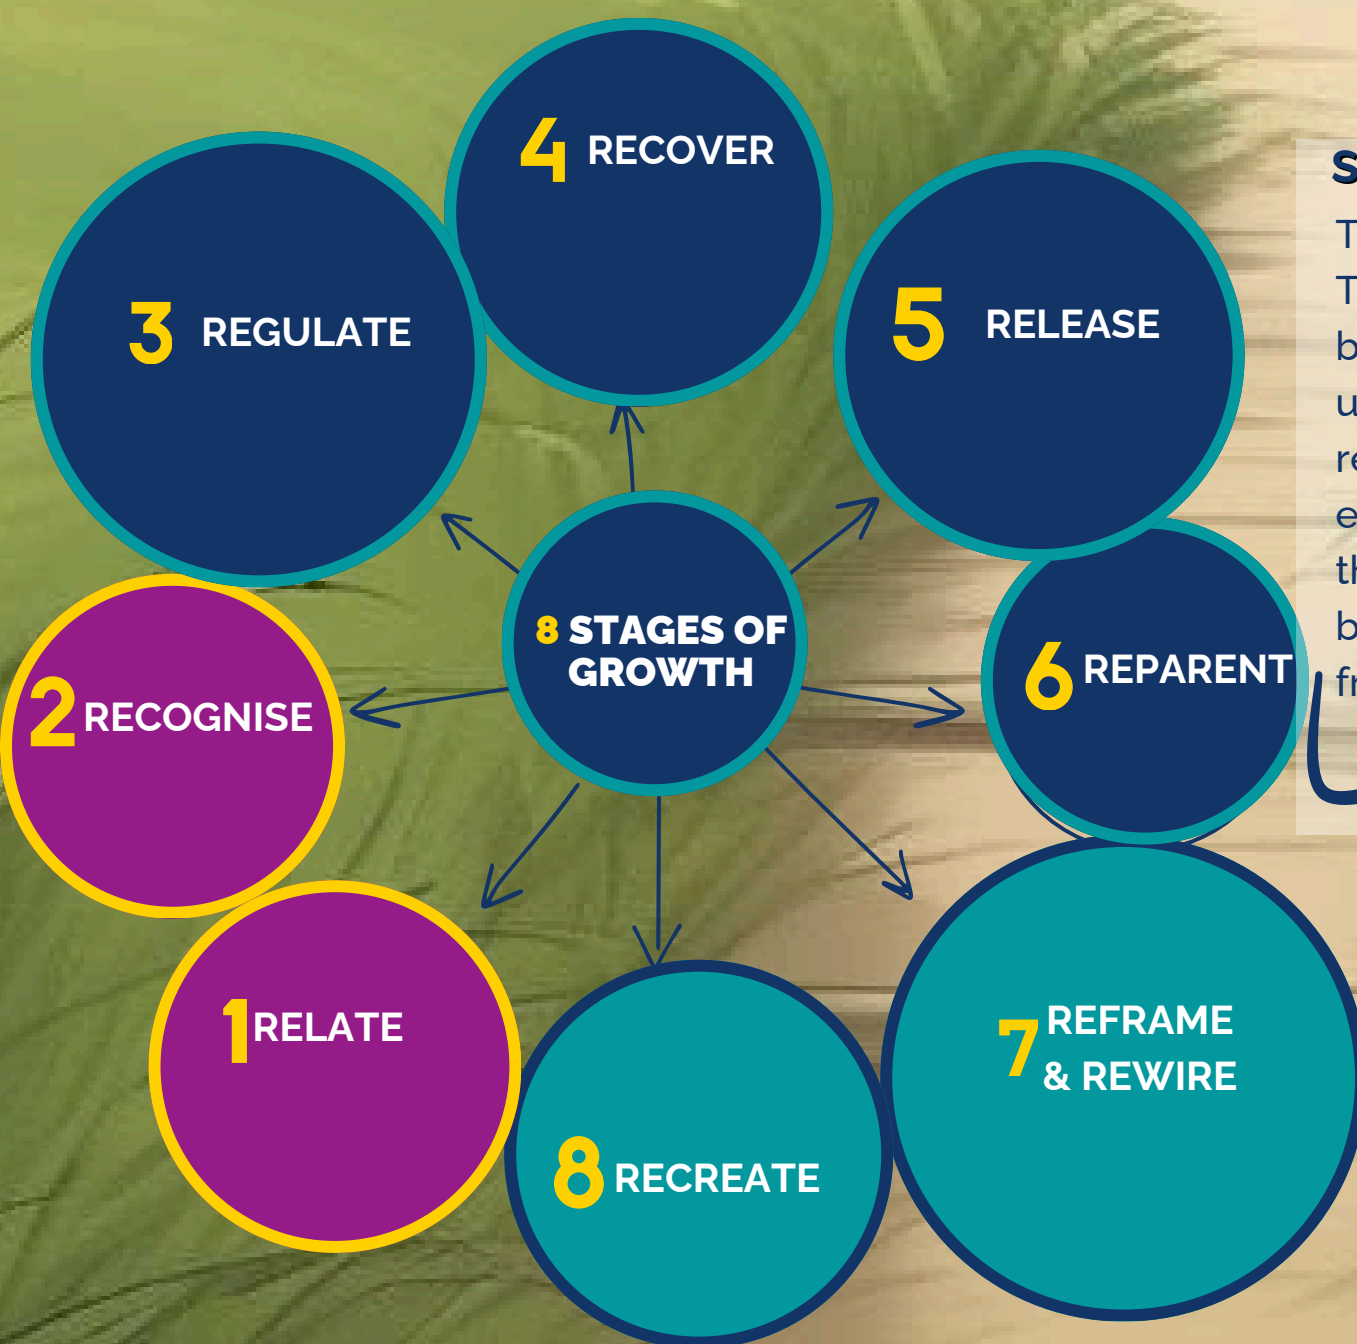 8 STAGES OF
GROWTH
1 RELATE
2 RECOGNISE
3 REGULATE
4 RECOVER
5 RELEASE
6 REPARENT
7 REFRAME
& REWIRE
8 RECREATE